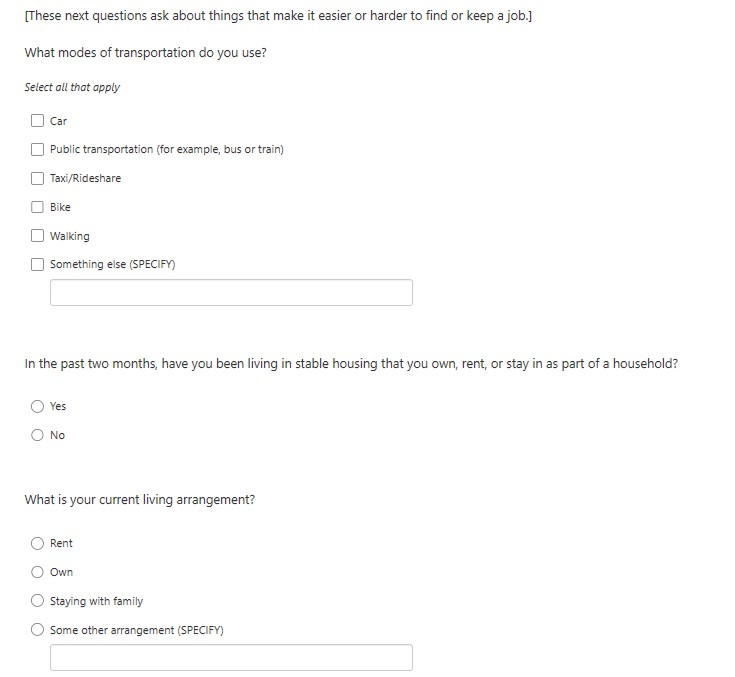 [These next questions ask about things that make it easier or harder to find or keep a job.]
What modes of transportation do you use?
Select all that apply
Car
Public transportation (for example, bus or train)
Taxi/Rideshare
Bike
Walking
Something else (SPECIFY)
In the past two months, have you been living in stable housing that you own, rent, or stay in as part of a household?
Yes
No
What is your current living arrangement?
Rent
Own
Staying with family
Some other arrangement (SPECIFY)